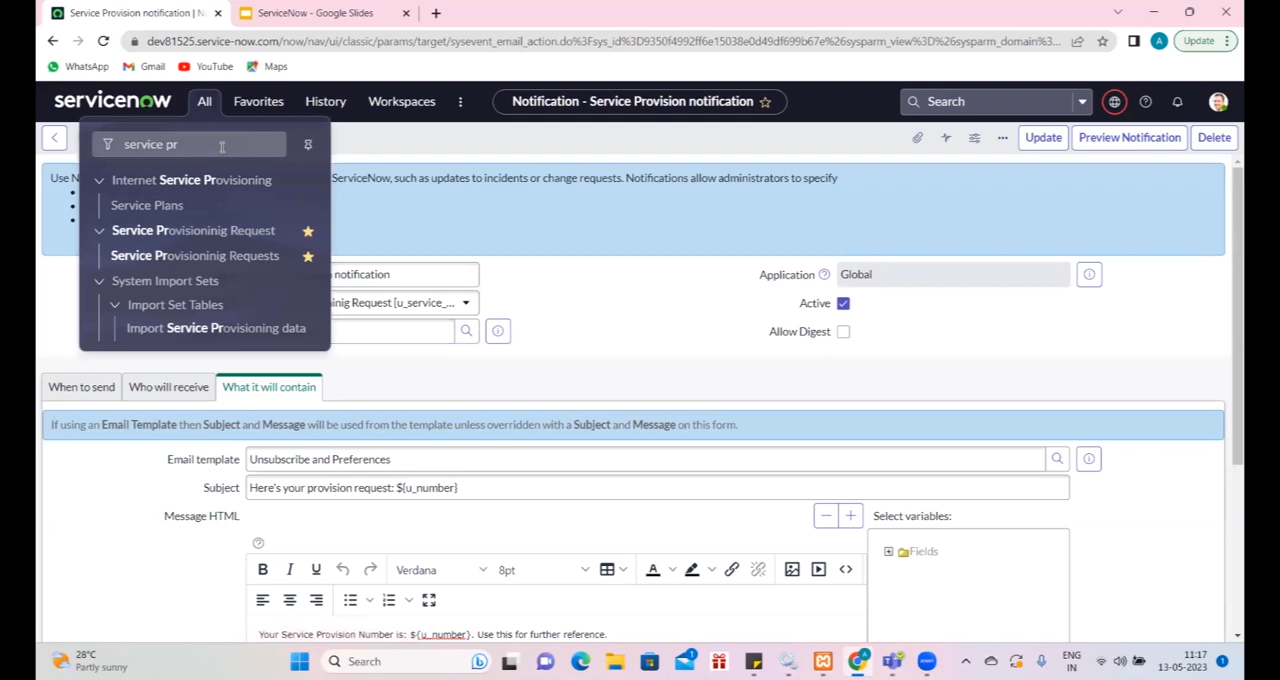 Service Provision notification | N
ServiceNow - Google Slides
dev81525.service-now.com/now/nav/ui/classic/params/target/sysevent_email_action.do%3Fsys_id%3D9350f4992ff6e15038e0d49df699b67e%26sysparm_view%3D%26sysparm_domain%3...
A
Update
WhatsApp
Gmail
YouTube
Maps
servicenow
All
Favorites
History
Workspaces
Notification - Service Provision notification
Search
service pr
Update
Preview Notification
Delete
Internet Service Provisioning
Service Plans
Service Provisioninig Request
Service Provisioninig Requests
System Import Sets
Import Set Tables
Import Service Provisioning data
Use N
ServiceNow, such as updates to incidents or change requests. Notifications allow administrators to specify
notification
Application
Global
inig Request [u_service_...
Active
Allow Digest
When to send
Who will receive
What it will contain
If using an Email Template then Subject and Message will be used from the template unless overridden with a Subject and Message on this form.
Email template
Unsubscribe and Preferences
Subject
Here's your provision request: ${u_number}
Message HTML
Select variables:
Fields
B I U
Verdana
8pt
A
Your Service Provision Number is: ${u_number}. Use this for further reference.
28°C
Partly sunny
Search
ENG
IN
11:17
13-05-2023
1